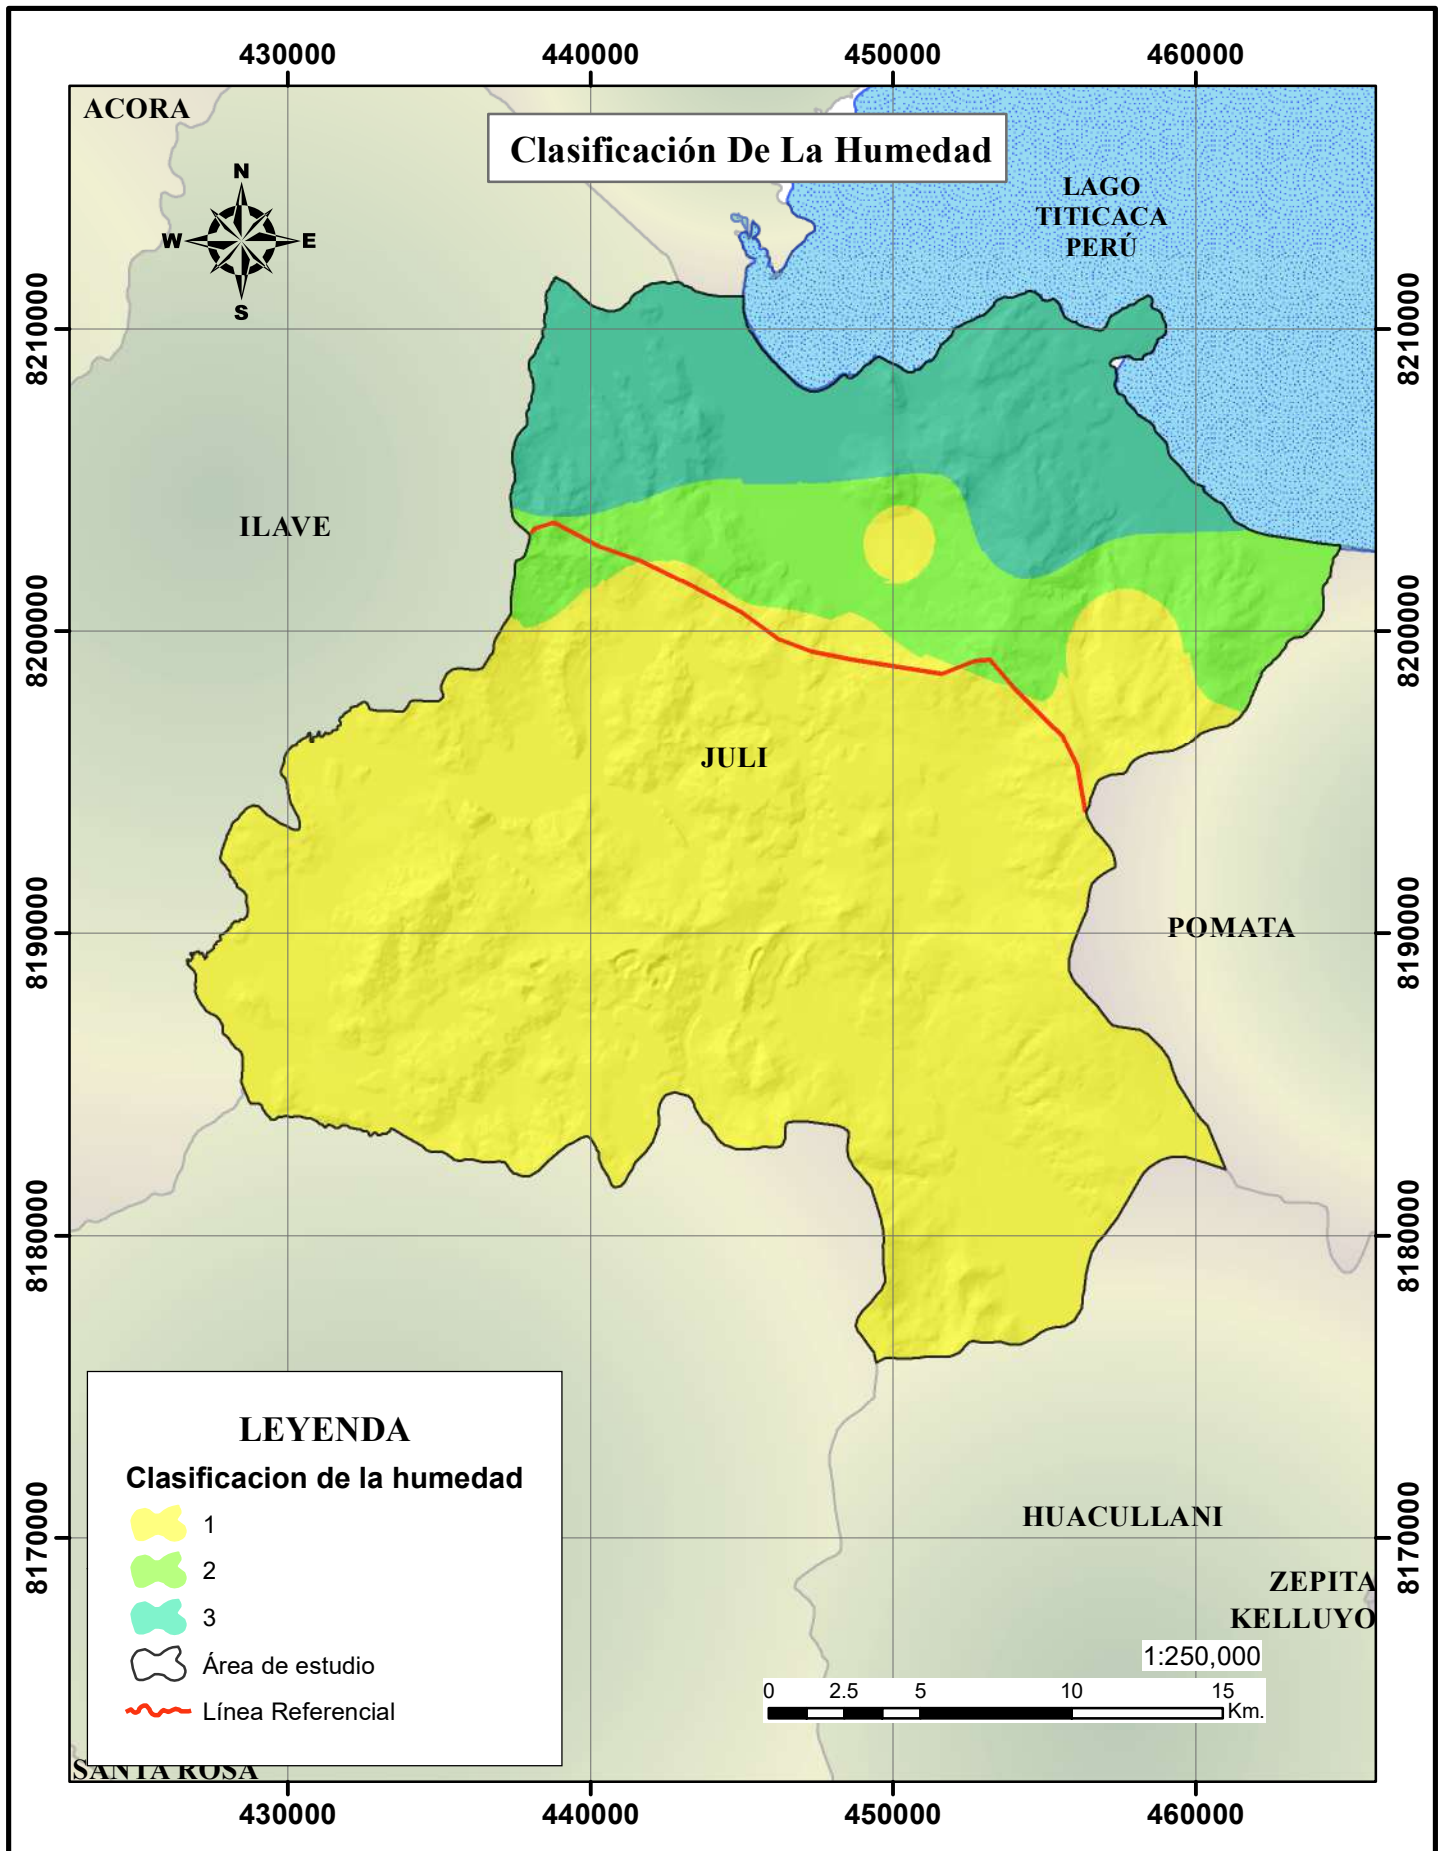 430000 440000 450000 460000
ACORA
Clasificación De La Humedad
LAGO
TITICACA
PERÚ
N
W E
S
8210000 8210000
ILAVE
8200000 8200000
JULI
POMATA
8190000 8190000
8180000 8180000
LEYENDA
Clasificacion de la humedad
1
2
3
Área de estudio
Línea Referencial
HUACULLANI
8170000 8170000
ZEPITA
KELLUYO
1:250,000
0 2.5 5 10 15
Km.
SANTA ROSA
430000 440000 450000 460000